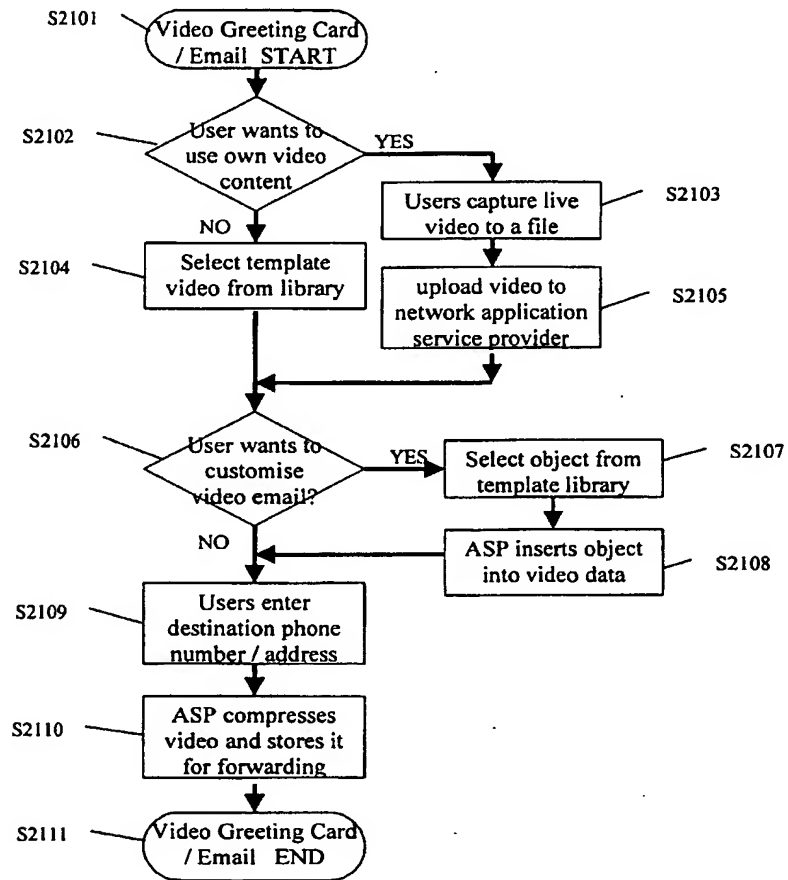 S2101
Video Greeting Card
/ Email START
S2102
User wants to
use own video
content
YES
NO
S2103
Users capture live
video to a file
S2104
Select template
video from library
upload video to
network application
service provider
S2105
S2106
User wants to
customise
video email?
YES
NO
Select object from
template library
S2107
ASP inserts object
into video data
S2108
S2109
Users enter
destination phone
number / address
S2110
ASP compresses
video and stores it
for forwarding
S2111
Video Greeting Card
/ Email END